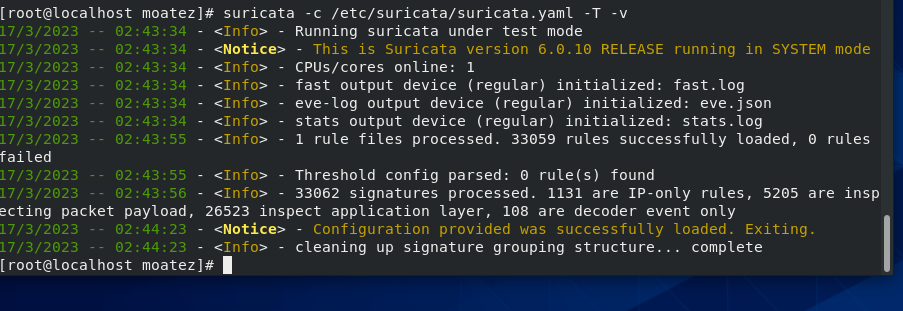 [root@localhost moatez]# suricata -c /etc/suricata/suricata.yaml -T -v
17/3/2023 -- 02:43:34 - <Info> - Running suricata under test mode
17/3/2023 -- 02:43:34 - <Notice> - This is Suricata version 6.0.10 RELEASE running in SYSTEM mode
17/3/2023 -- 02:43:34 - <Info> - CPUs/cores online: 1
17/3/2023 -- 02:43:34 - <Info> - fast output device (regular) initialized: fast.log
17/3/2023 -- 02:43:34 - <Info> - eve-log output device (regular) initialized: eve.json
17/3/2023 -- 02:43:34 - <Info> - stats output device (regular) initialized: stats.log
17/3/2023 -- 02:43:55 - <Info> - 1 rule files processed. 33059 rules successfully loaded, 0 rules
failed
17/3/2023 -- 02:43:55 - <Info> - Threshold config parsed: 0 rule(s) found
17/3/2023 -- 02:43:56 - <Info> - 33062 signatures processed. 1131 are IP-only rules, 5205 are insp
ecting packet payload, 26523 inspect application layer, 108 are decoder event only
17/3/2023 -- 02:44:23 - <Notice> - Configuration provided was successfully loaded. Exiting.
17/3/2023 -- 02:44:23 - <Info> - cleaning up signature grouping structure... complete
[root@localhost moatez]#